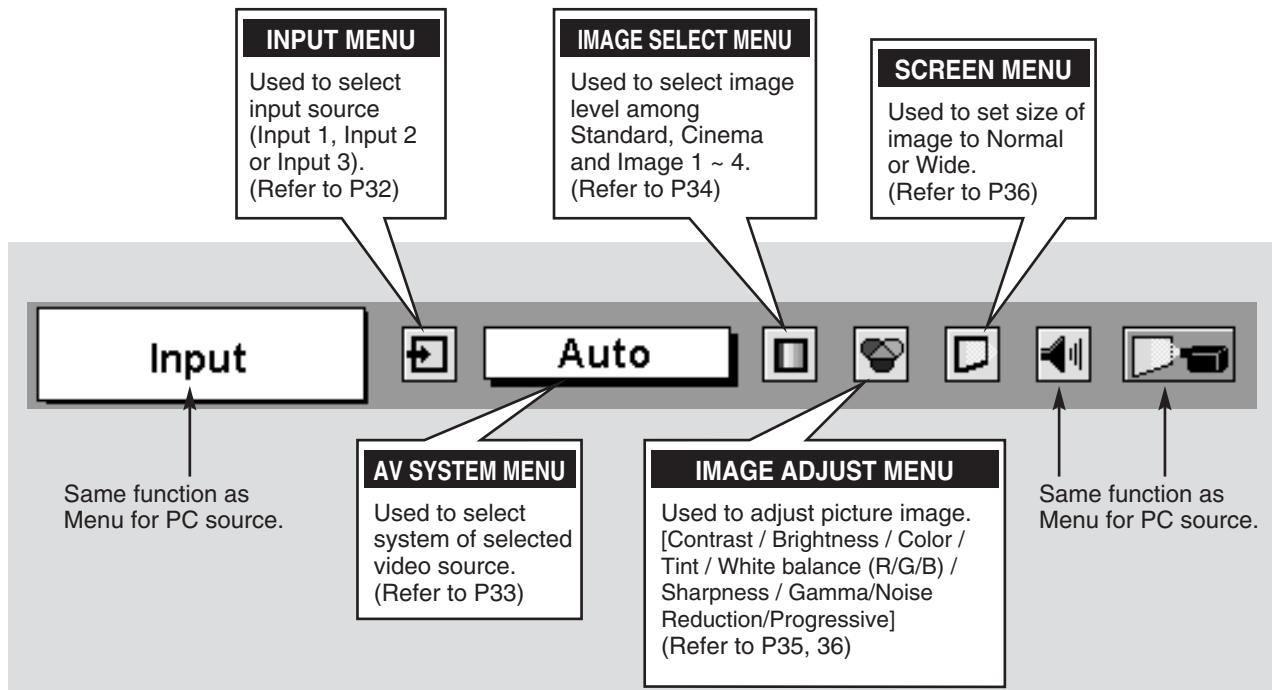 INPUT MENU
Used to select
input source
(Input 1, Input 2
or Input 3).
(Refer to P32)
IMAGE SELECT MENU
Used to select image
level among
Standard, Cinema
and Image 1 ~ 4.
(Refer to P34)
SCREEN MENU
Used to set size of
image to Normal
or Wide.
(Refer to P36)
Input
Auto
Same function as
Menu for PC source.
AV SYSTEM MENU
Used to select
system of selected
video source.
(Refer to P33)
IMAGE ADJUST MENU
Used to adjust picture image.
[Contrast / Brightness / Color /
Tint / White balance (R/G/B) /
Sharpness / Gamma/Noise
Reduction/Progressive]
(Refer to P35, 36)
Same function as
Menu for PC source.